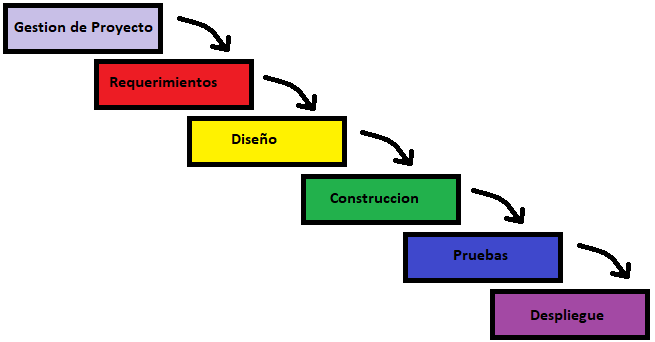 Gestion de Proyecto
Requerimientos
Diseño
Construccion
Pruebas
Despliegue